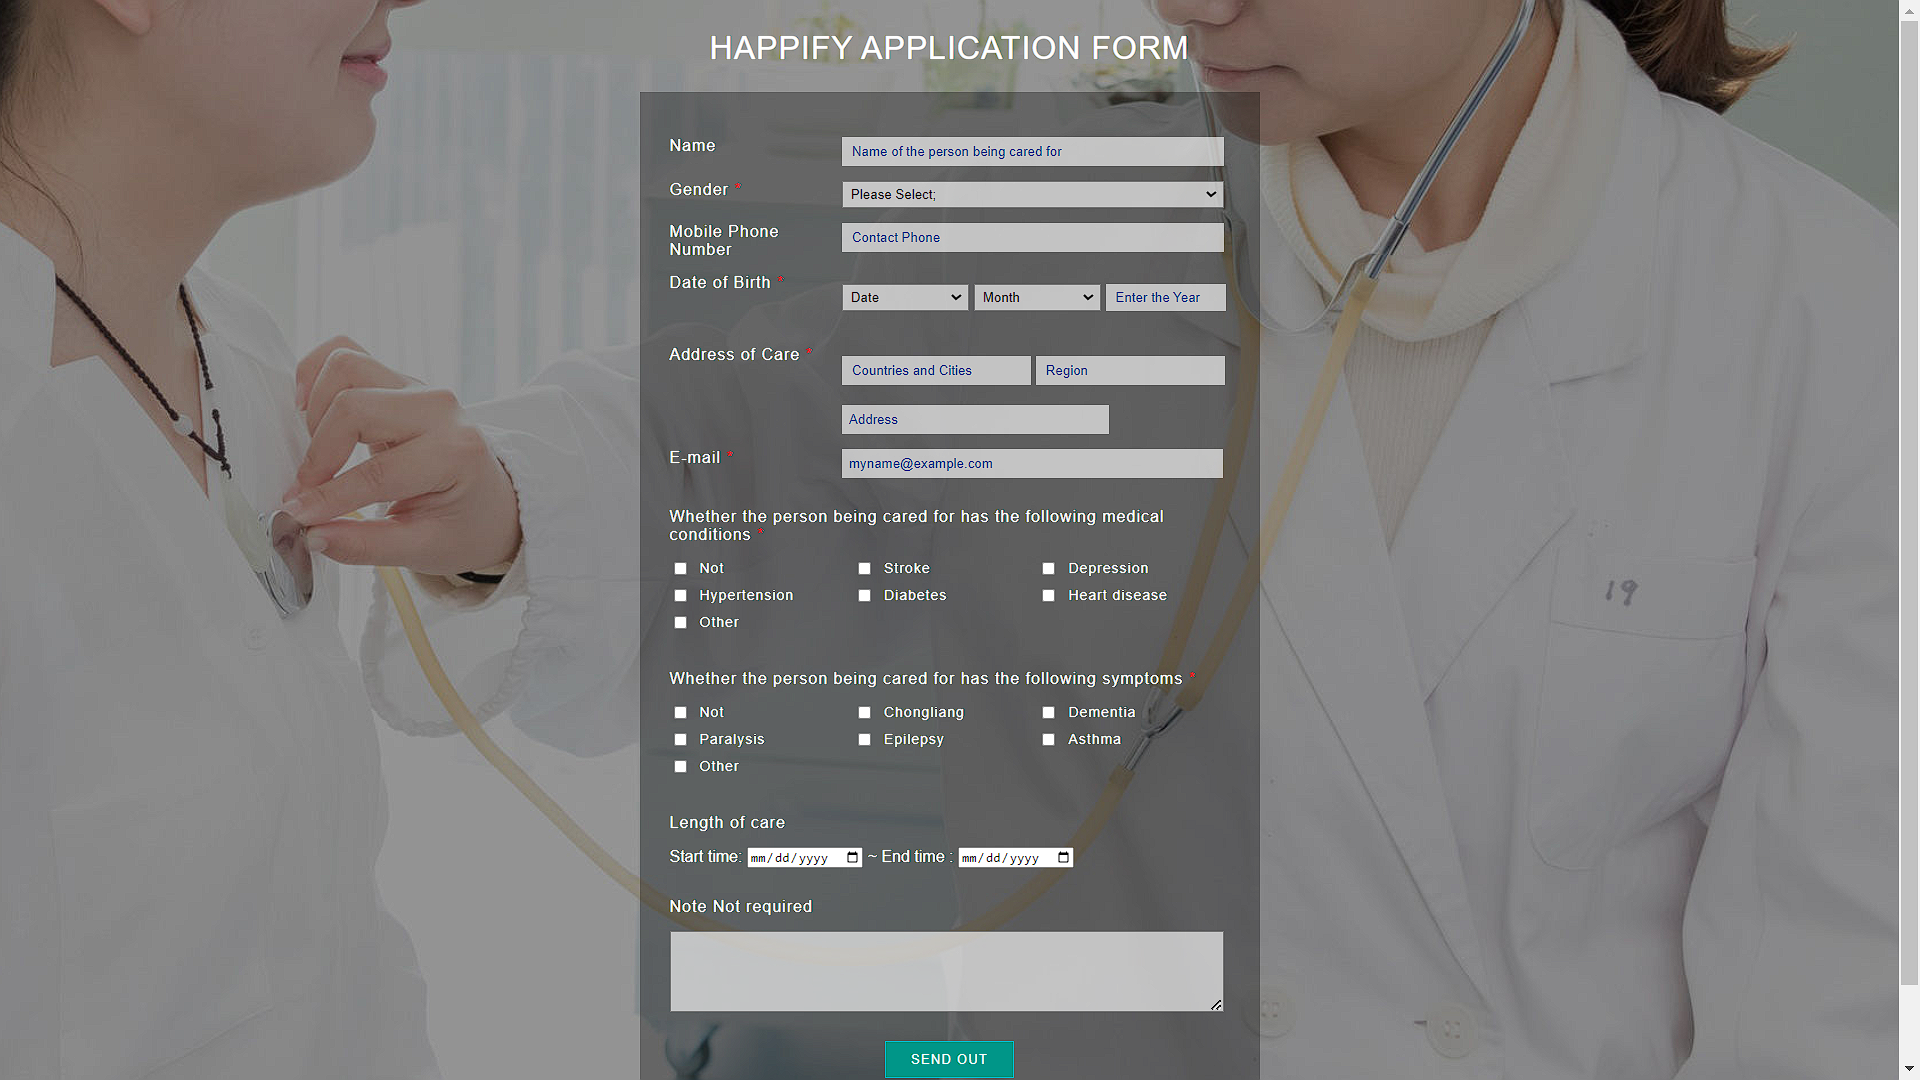 HAPPIFY APPLICATION FORM
Name
Name of the person being cared for
Gender *
Please Select;
Mobile Phone
Number
Contact Phone
Date of Birth *
Date
Month
Enter the Year
Address of Care *
Countries and Cities
Region
Address
E-mail *
myname@example.com
Whether the person being cared for has the following medical
conditions *
Not
Stroke
Depression
Hypertension
Diabetes
Heart disease
Other
Whether the person being cared for has the following symptoms *
Not
Chongliang
Dementia
Paralysis
Epilepsy
Asthma
Other
Length of care
Start time: mm/dd/yyyy ~ End time : mm/dd/yyyy
Note Not required
SEND OUT
19